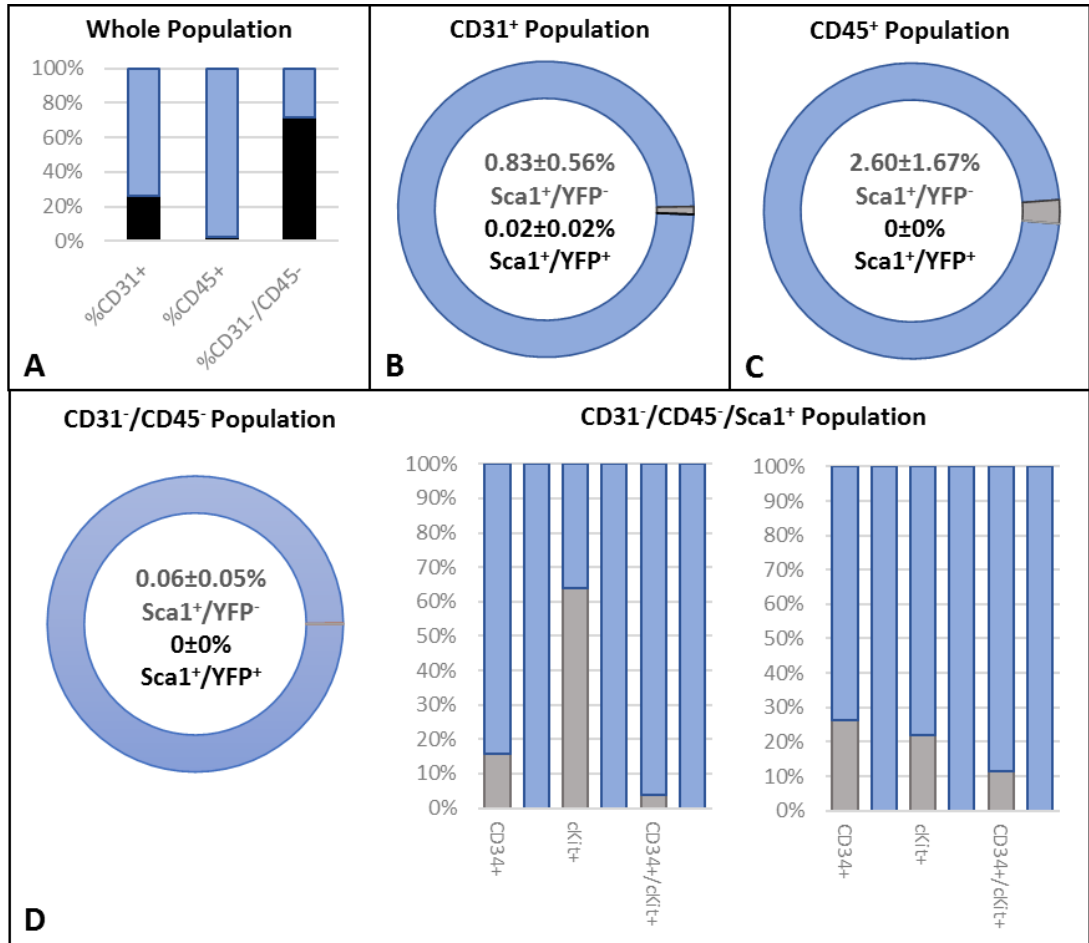 Whole Population
100%
80%
60%
40%
20%
0%
%CD31+
%CD45+
%CD31-/CD45-
A
CD31⁺ Population
0.83±0.56%
Sca1⁺/YFP⁻
0.02±0.02%
Sca1⁺/YFP⁺
B
CD45⁺ Population
2.60±1.67%
Sca1⁺/YFP⁻
0±0%
Sca1⁺/YFP⁺
C
CD31⁻/CD45⁻ Population
0.06±0.05%
Sca1⁺/YFP⁻
0±0%
Sca1⁺/YFP⁺
CD31⁻/CD45⁻/Sca1⁺ Population
100%
90%
80%
70%
60%
50%
40%
30%
20%
10%
0%
CD34+
cKit+
CD34+/cKit+
100%
90%
80%
70%
60%
50%
40%
30%
20%
10%
0%
CD34+
cKit+
CD34+/cKit+
D